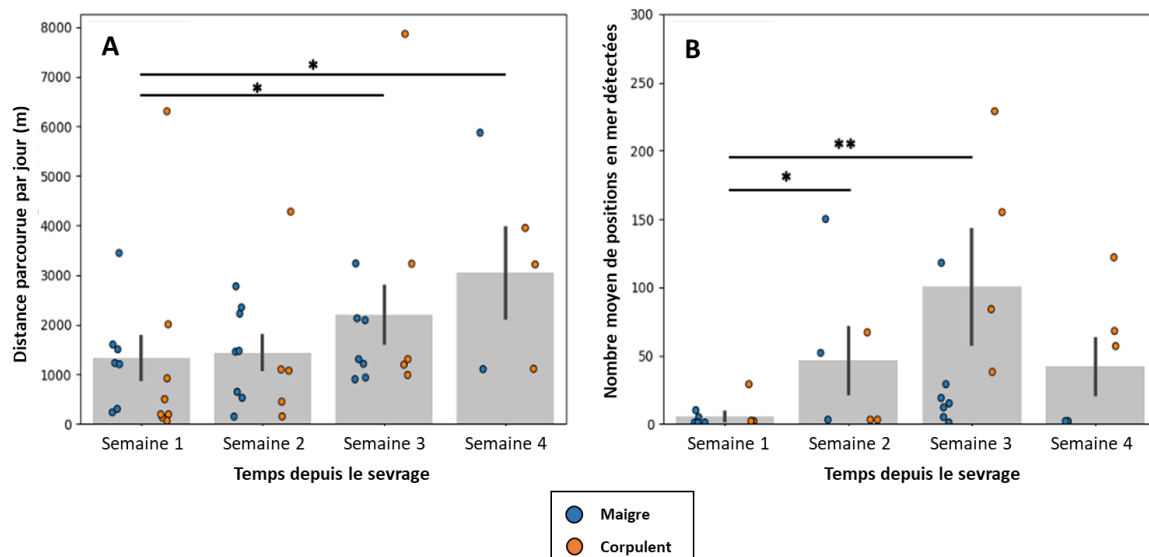 A
Distance parcourue par jour (m)
8000
7000
6000
5000
4000
3000
2000
1000
0
*
*
Semaine 1 Semaine 2 Semaine 3 Semaine 4
Temps depuis le sevrage
B
Nombre moyen de positions en mer détectées
300
250
200
150
100
50
0
**
*
Semaine 1 Semaine 2 Semaine 3 Semaine 4
Temps depuis le sevrage
Maigre
Corpulent